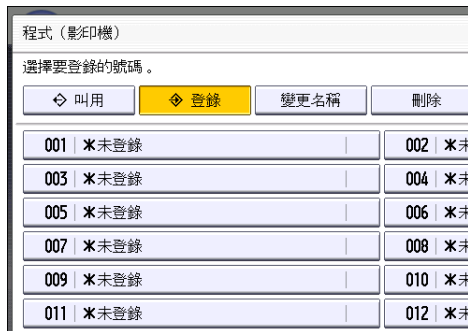 程式（影印機）
選擇要登錄的號碼。
叫用 登錄 變更名稱 刪除
001 *未登錄 002 *
003 *未登錄 004 *
005 *未登錄 006 *
007 *未登錄 008 *
009 *未登錄 010 *
011 *未登錄 012 *